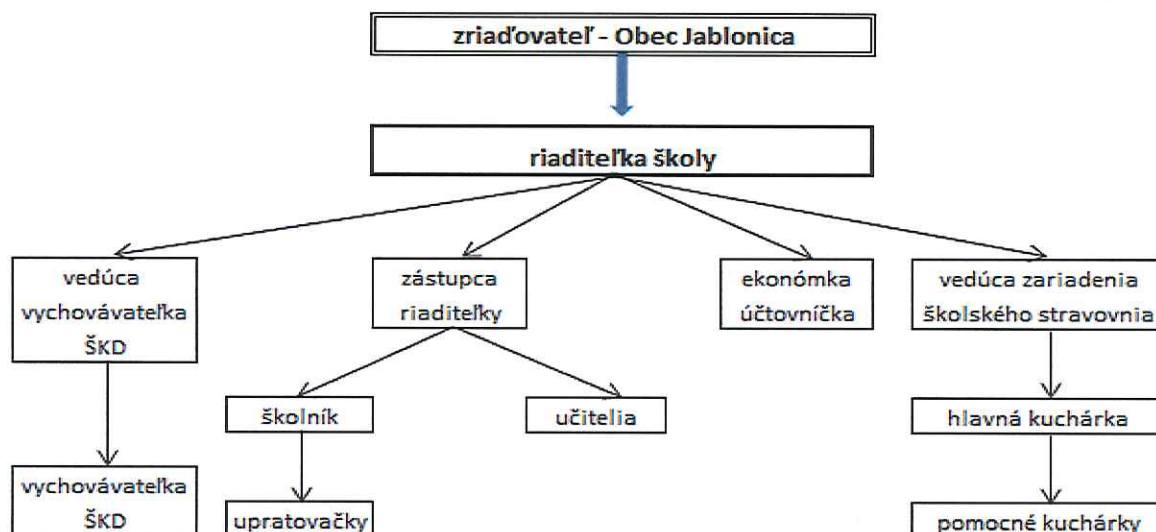 zriaďovateľ - Obec Jablonica
riaditeľka školy
vedúca
vychovávateľka
ŠKD
zástupca
riaditeľky
ekonómka
účtovníčka
vedúca zariadenia
školského stravovnia
školník
učitelia
hlavná kuchárka
vychovávateľka
ŠKD
upratovačky
pomocné kuchárky